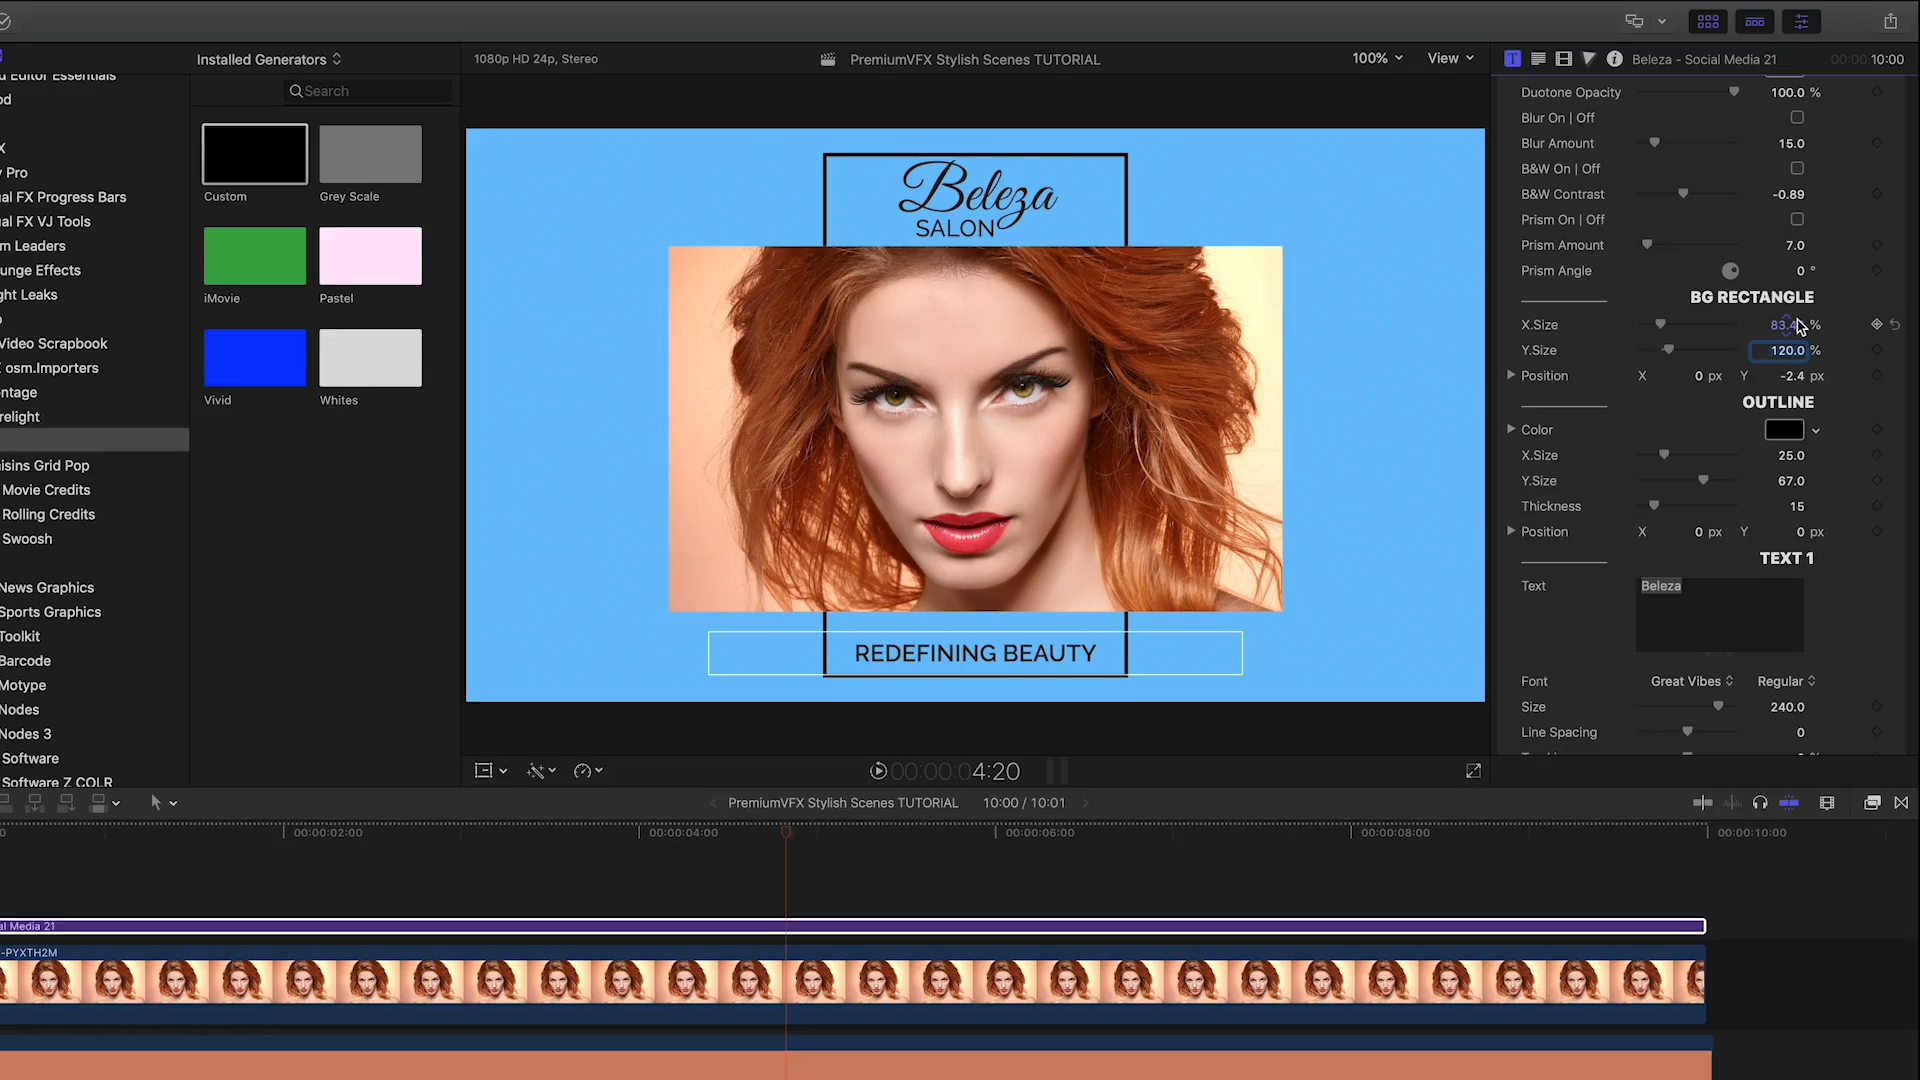 Installed Generators
1080p HD 24p, Stereo
PremiumVFX Stylish Scenes TUTORIAL
100%
View
Beleza - Social Media 21
00:00:10:00
Search
d Editor Essentials
od
X
y Pro
al FX Progress Bars
al FX VJ Tools
m Leaders
unge Effects
ght Leaks
Video Scrapbook
osm.Importers
ntage
relight
isins Grid Pop
Movie Credits
Rolling Credits
Swoosh
News Graphics
Sports Graphics
Toolkit
Barcode
Motype
Nodes
Nodes 3
Software
Software Z COLR
Custom
Grey Scale
iMovie
Pastel
Vivid
Whites
Beleza
SALON
REDEFINING BEAUTY
Duotone Opacity 100.0 %
Blur On | Off
Blur Amount 15.0
B&W On | Off
B&W Contrast -0.89
Prism On | Off
Prism Amount 7.0
Prism Angle 0 °
BG RECTANGLE
X.Size %
Y.Size 120.0 %
Position X 0 px Y -2.4 px
OUTLINE
Color
X.Size 25.0
Y.Size 67.0
Thickness 15
Position X 0 px Y 0 px
TEXT 1
Text Beleza
Font Great Vibes Regular
Size 240.0
Line Spacing 0
00:00:00:04:20
PremiumVFX Stylish Scenes TUTORIAL 10:00 / 10:01
00:00:02:00
00:00:04:00
00:00:06:00
00:00:08:00
00:00:10:00
al Media 21
-PYXTH2M